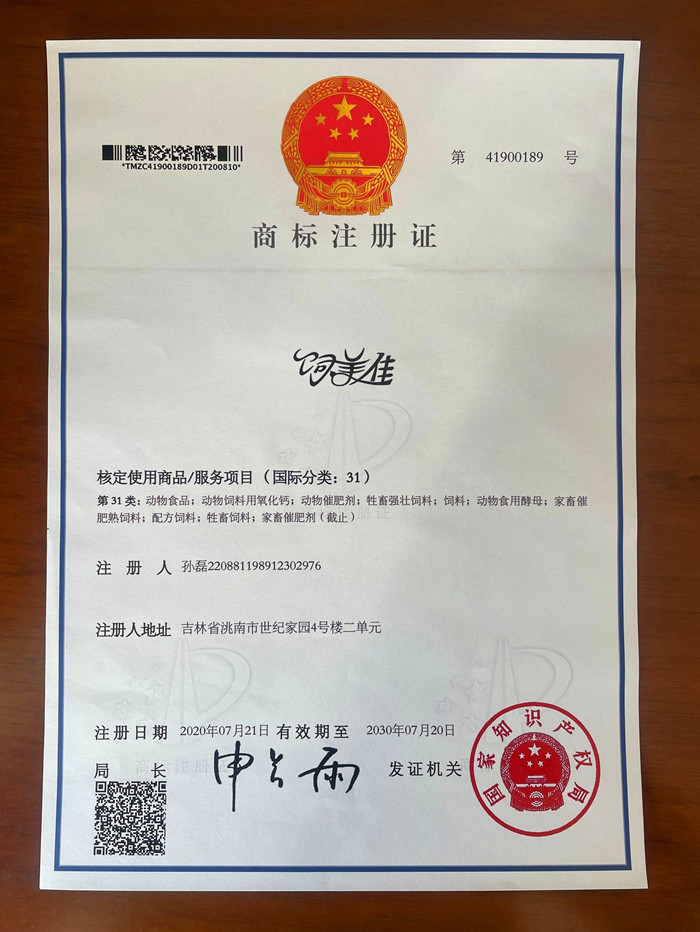 *TMZC41900189D01T200810*
第 41900189 号
商标注册证
饲美佳
核定使用商品/服务项目（国际分类：31）
第31类：动物食品；动物饲料用氧化钙；动物催肥剂；牲畜强壮饲料；饲料；动物食用酵母；家畜催
肥熟饲料；配方饲料；牲畜饲料；家畜催肥剂（截止）
注册人 孙磊220881198912302976
注册人地址 吉林省洮南市世纪家园4号楼二单元
注册日期 2020年07月21日 有效期至 2030年07月20日
局长 申长雨 发证机关
国家知识产权局
商标注册证